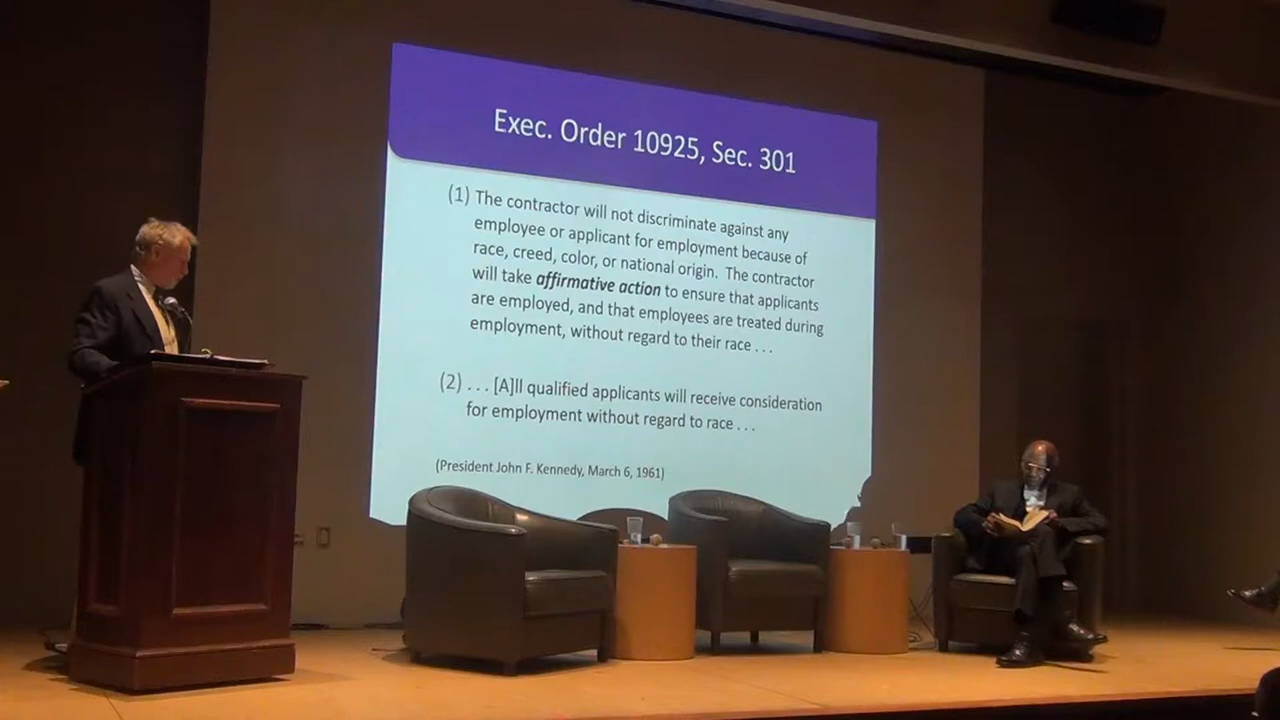 Exec. Order 10925, Sec. 301
(1) The contractor will not discriminate against any
employee or applicant for employment because of
race, creed, color, or national origin. The contractor
will take affirmative action to ensure that applicants
are employed, and that employees are treated during
employment, without regard to their race . . .
(2) . . . [A]ll qualified applicants will receive consideration
for employment without regard to race . . .
(President John F. Kennedy, March 6, 1961)